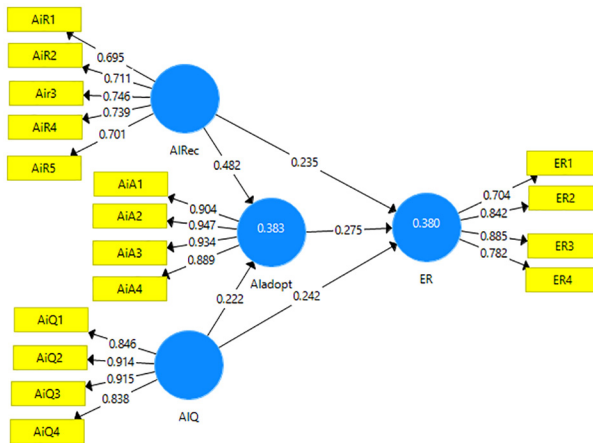 AiR1
AiR2
Air3
AiR4
AiR5
0.695
0.711
0.746
0.739
0.701
AIRec
0.482
0.235
AiA1
AiA2
AiA3
AiA4
0.904
0.947
0.934
0.889
0.383
AIadopt
0.275
0.380
ER
0.704
0.842
0.885
0.782
ER1
ER2
ER3
ER4
0.222
0.242
AiQ1
AiQ2
AiQ3
AiQ4
0.846
0.914
0.915
0.838
AIQ